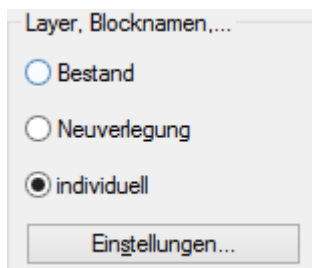 Layer, Blocknamen,...
Bestand
Neuverlegung
individuell
Einstellungen...